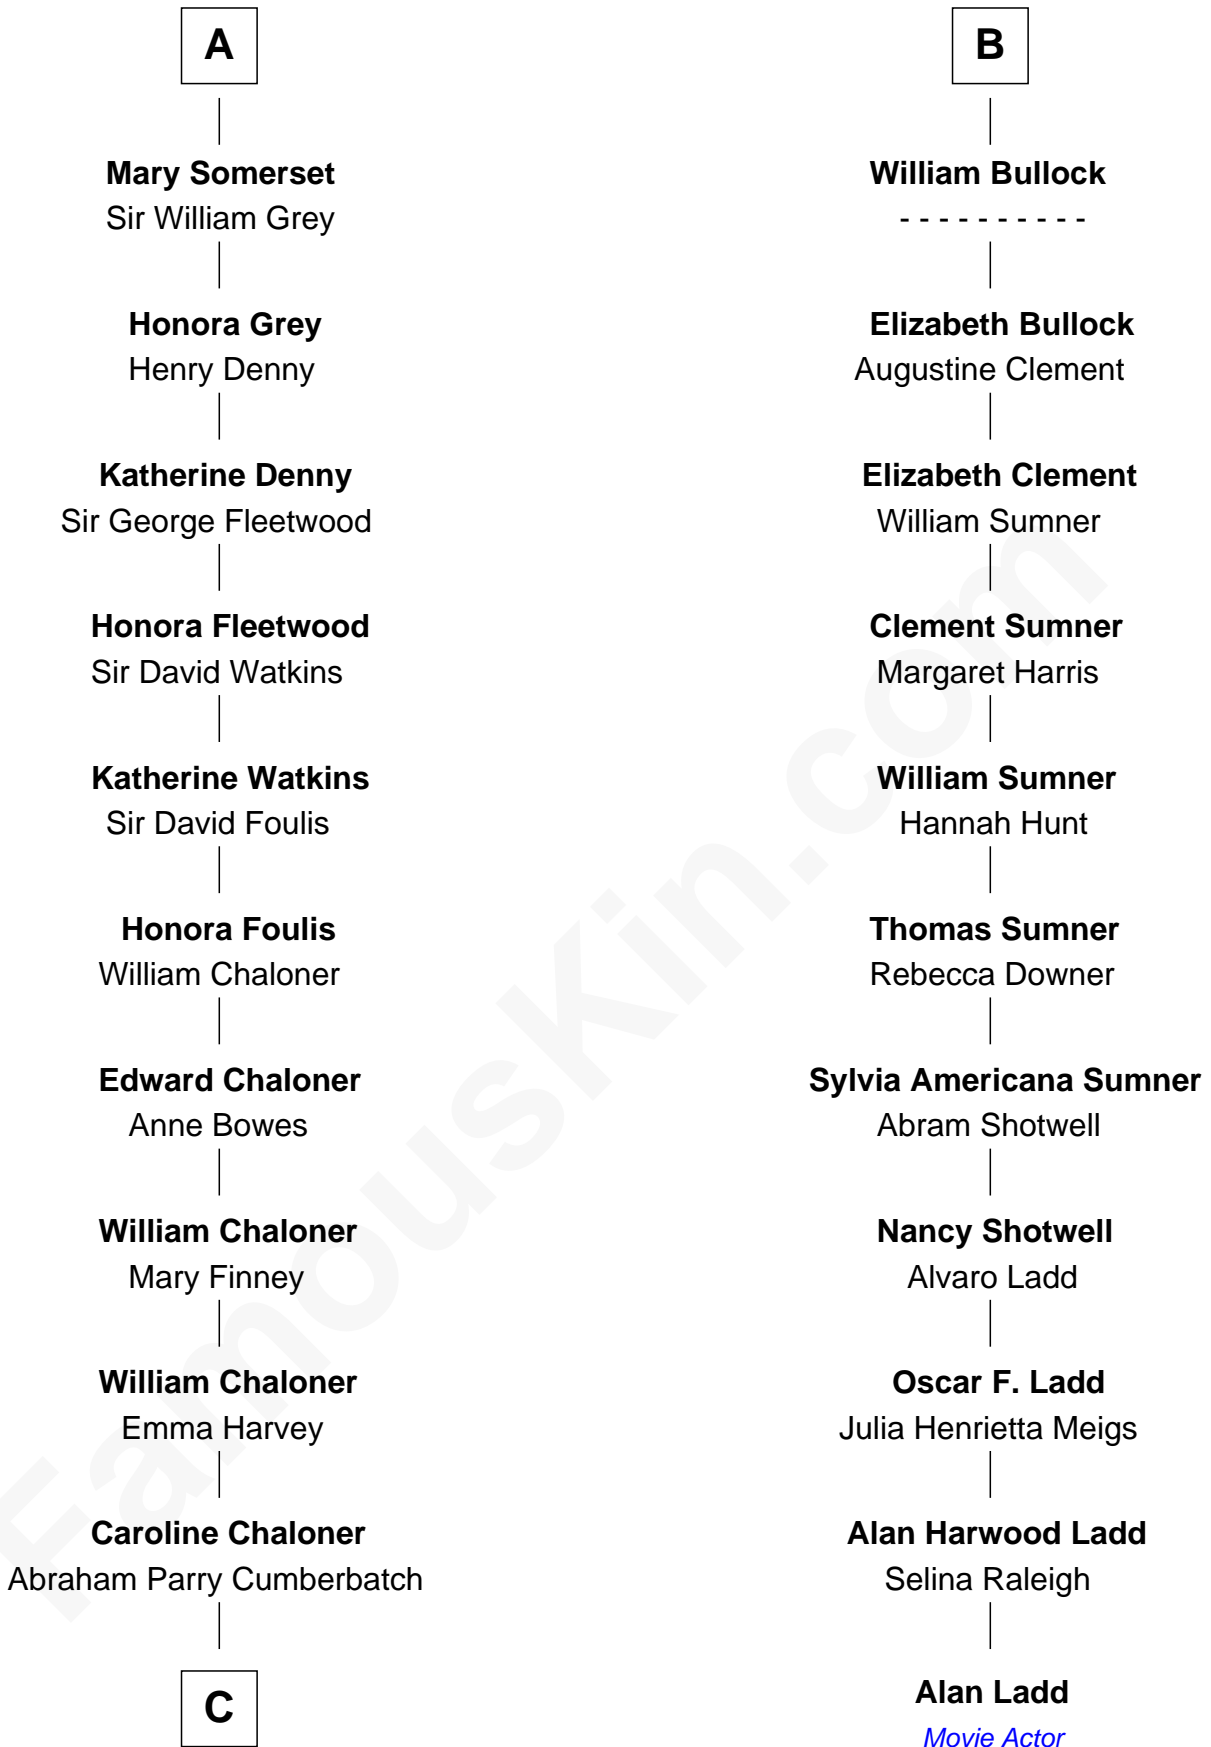 A
Mary Somerset
Sir William Grey
Honora Grey
Henry Denny
Katherine Denny
Sir George Fleetwood
Honora Fleetwood
Sir David Watkins
Katherine Watkins
Sir David Foulis
Honora Foulis
William Chaloner
Edward Chaloner
Anne Bowes
William Chaloner
Mary Finney
William Chaloner
Emma Harvey
Caroline Chaloner
Abraham Parry Cumberbatch
C
B
William Bullock
- - - - - - - - - -
Elizabeth Bullock
Augustine Clement
Elizabeth Clement
William Sumner
Clement Sumner
Margaret Harris
William Sumner
Hannah Hunt
Thomas Sumner
Rebecca Downer
Sylvia Americana Sumner
Abram Shotwell
Nancy Shotwell
Alvaro Ladd
Oscar F. Ladd
Julia Henrietta Meigs
Alan Harwood Ladd
Selina Raleigh
Alan Ladd
Movie Actor
FamousKin.com